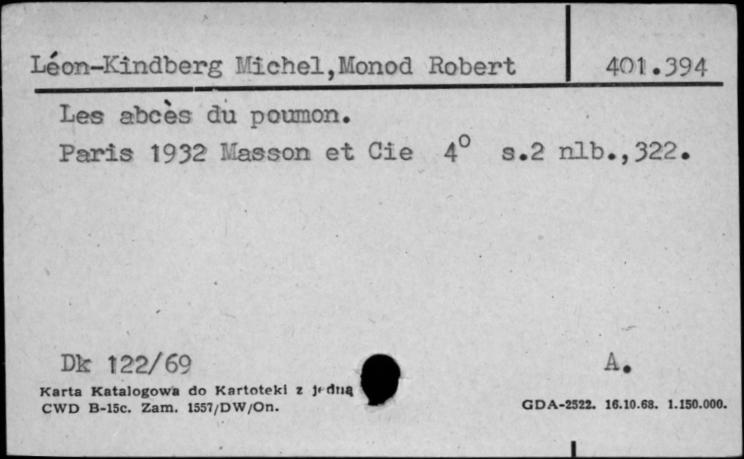 Léon-Kindberg Michel,Monod Robert 401.394
Les abcès du poumon.
Paris 1932 Masson et Cie 4° s.2 nlb.,322.
Dk 122/69 A.
Karta Katalogowa do Kartoteki z jedną
CWD B-15c. Zam. 1557/DW/On. GDA-2522. 16.10.68. 1.150.000.